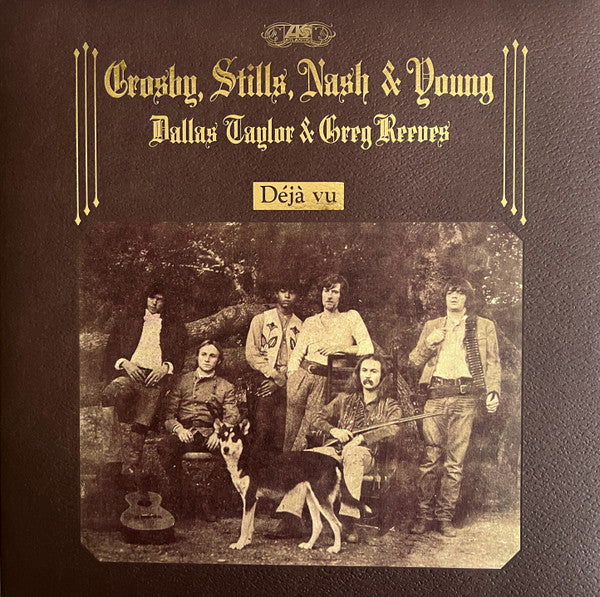 Crosby, Stills, Nash & Young
Dallas Taylor & Greg Reeves
Déjà vu